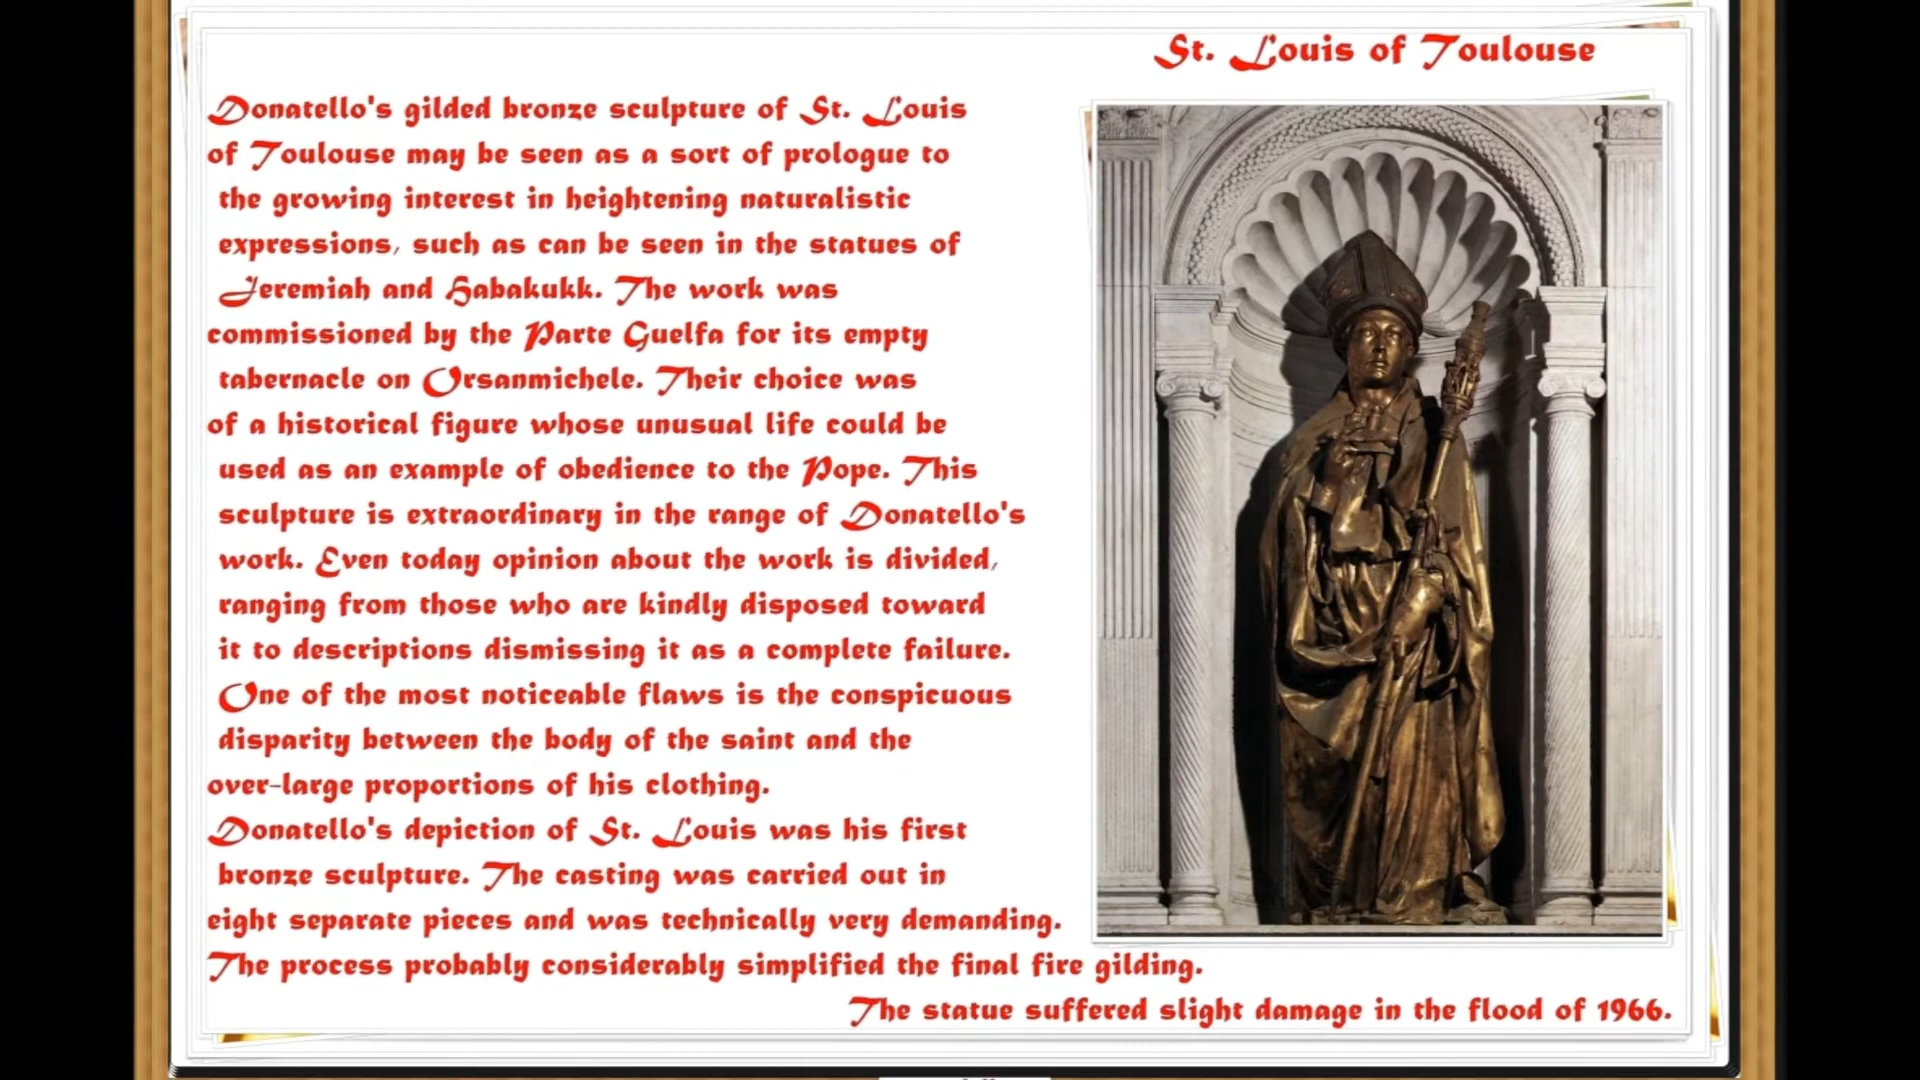 St. Louis of Toulouse
Donatello's gilded bronze sculpture of St. Louis
of Toulouse may be seen as a sort of prologue to
the growing interest in heightening naturalistic
expressions, such as can be seen in the statues of
Jeremiah and Habakukk. The work was
commissioned by the Parte Guelfa for its empty
tabernacle on Orsanmichele. Their choice was
of a historical figure whose unusual life could be
used as an example of obedience to the Pope. This
sculpture is extraordinary in the range of Donatello's
work. Even today opinion about the work is divided,
ranging from those who are kindly disposed toward
it to descriptions dismissing it as a complete failure.
One of the most noticeable flaws is the conspicuous
disparity between the body of the saint and the
over-large proportions of his clothing.
Donatello's depiction of St. Louis was his first
bronze sculpture. The casting was carried out in
eight separate pieces and was technically very demanding.
The process probably considerably simplified the final fire gilding.
The statue suffered slight damage in the flood of 1966.